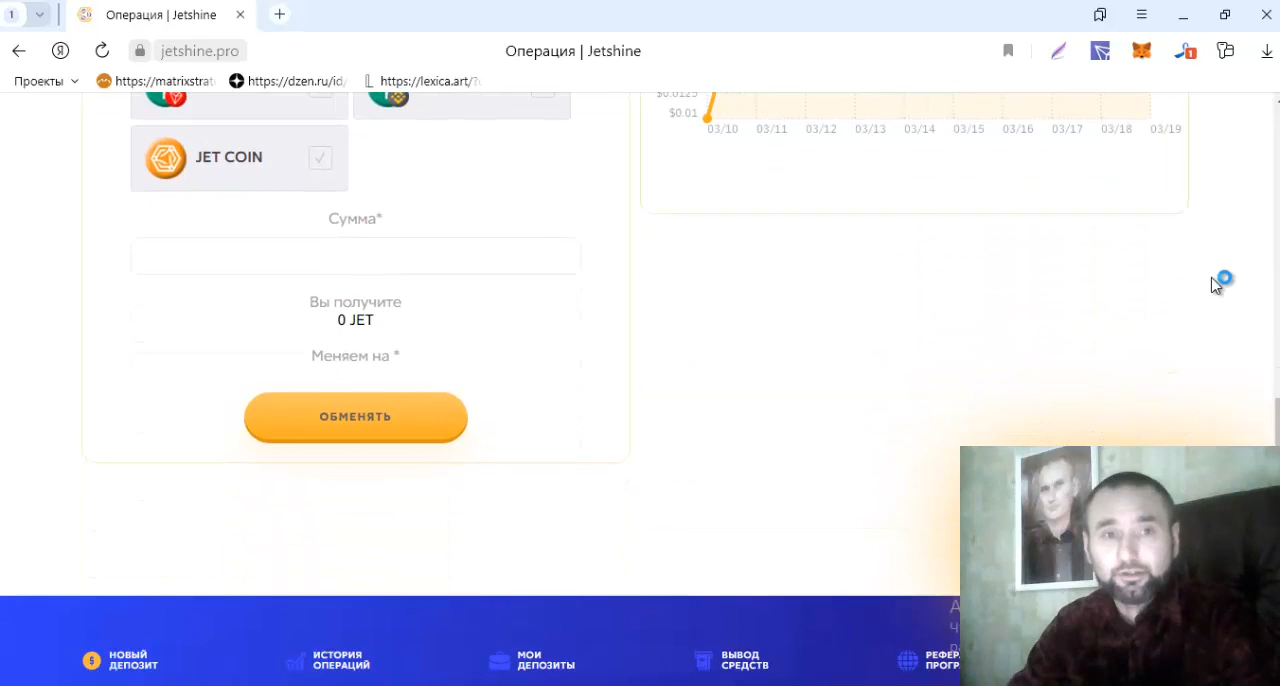 1
Операция | Jetshine
jetshine.pro
Операция | Jetshine
1
Проекты
https://matrixstrat
https://dzen.ru/id/
https://lexica.art/?
$0.0125
$0.01
03/10 03/11 03/12 03/13 03/14 03/15 03/16 03/17 03/18 03/19
JET COIN
Сумма*
Вы получите
0 JET
Меняем на *
ОБМЕНЯТЬ
НОВЫЙ
ДЕПОЗИТ
ИСТОРИЯ
ОПЕРАЦИЙ
МОИ
ДЕПОЗИТЫ
ВЫВОД
СРЕДСТВ